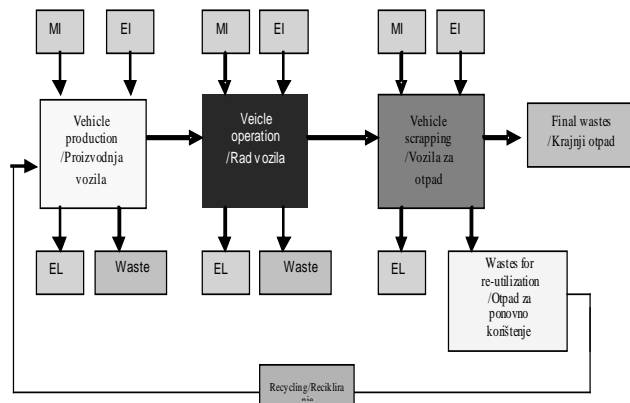 MI
EI
MI
EI
MI
EI
Vehicle
production
/Proizvodnja
vozila
Veicle
operation
/Rad vozila
Vehicle
scrapping
/Vozila za
otpad
Final wastes
/Krajnji otpad
EL
Waste
EL
Waste
EL
Wastes for
re-utilization
/Otpad za
ponovno
korištenje
Recycling/Reciklira
nje